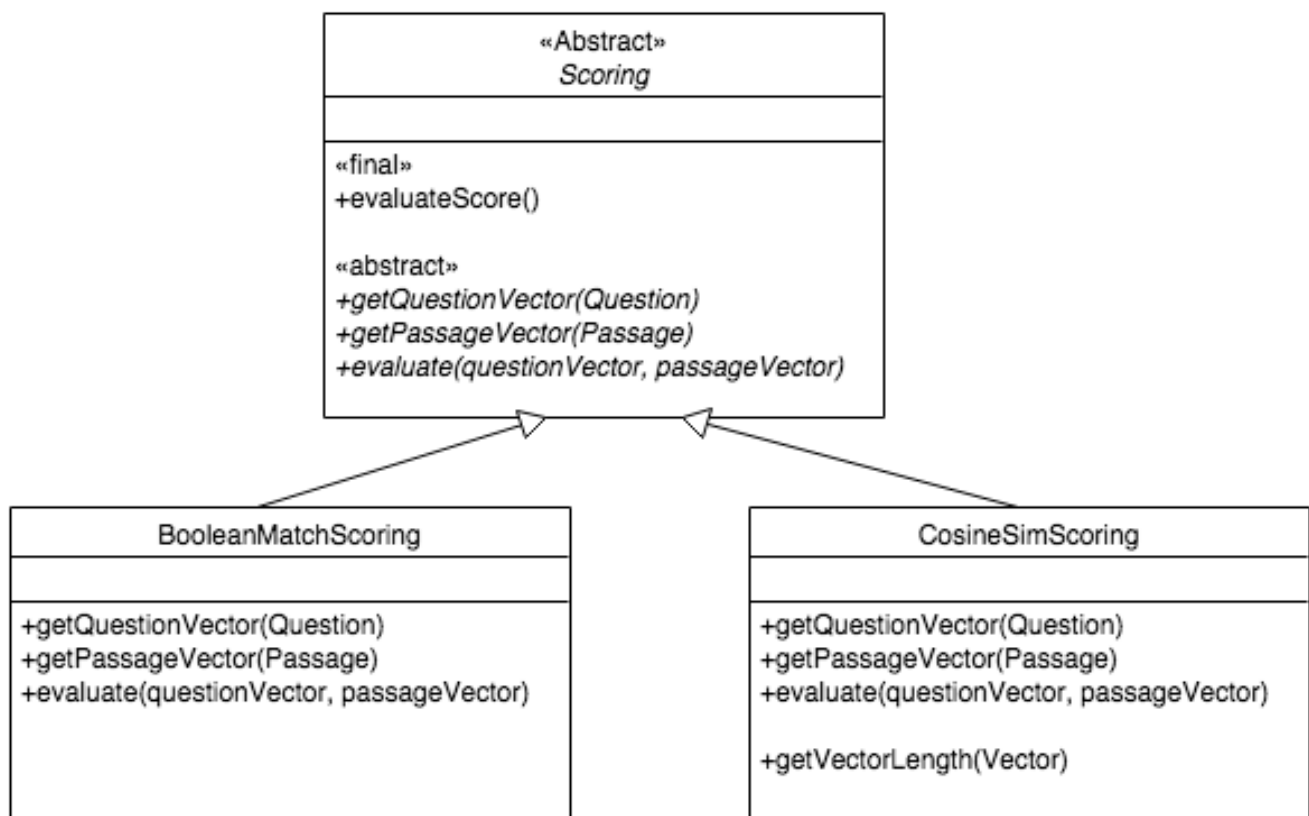 «Abstract»
Scoring
«final»
+evaluateScore()
«abstract»
+getQuestionVector(Question)
+getPassageVector(Passage)
+evaluate(questionVector, passageVector)
BooleanMatchScoring
+getQuestionVector(Question)
+getPassageVector(Passage)
+evaluate(questionVector, passageVector)
CosineSimScoring
+getQuestionVector(Question)
+getPassageVector(Passage)
+evaluate(questionVector, passageVector)
+getVectorLength(Vector)